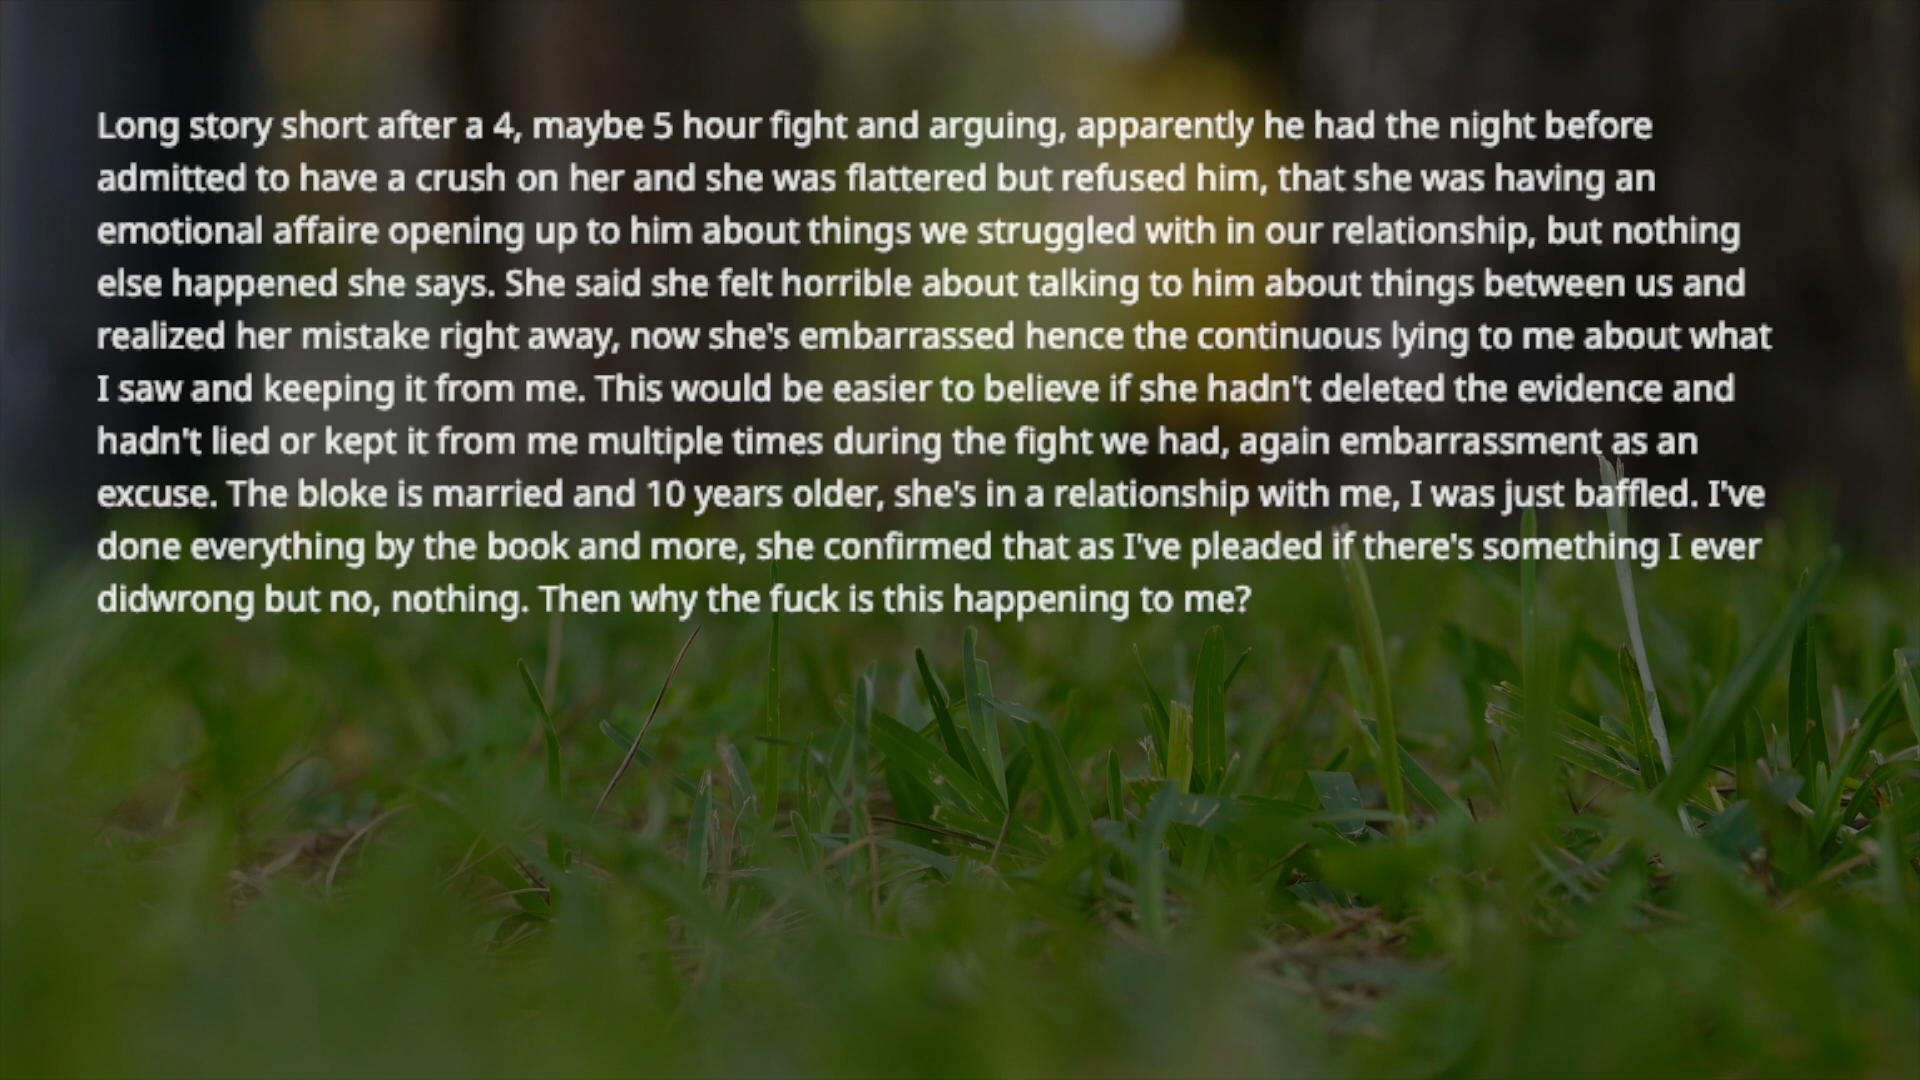 Long story short after a 4, maybe 5 hour fight and arguing, apparently he had the night before
admitted to have a crush on her and she was flattered but refused him, that she was having an
emotional affaire opening up to him about things we struggled with in our relationship, but nothing
else happened she says. She said she felt horrible about talking to him about things between us and
realized her mistake right away, now she's embarrassed hence the continuous lying to me about what
I saw and keeping it from me. This would be easier to believe if she hadn't deleted the evidence and
hadn't lied or kept it from me multiple times during the fight we had, again embarrassment as an
excuse. The bloke is married and 10 years older, she's in a relationship with me, I was just baffled. I've
done everything by the book and more, she confirmed that as I've pleaded if there's something I ever
didwrong but no, nothing. Then why the fuck is this happening to me?